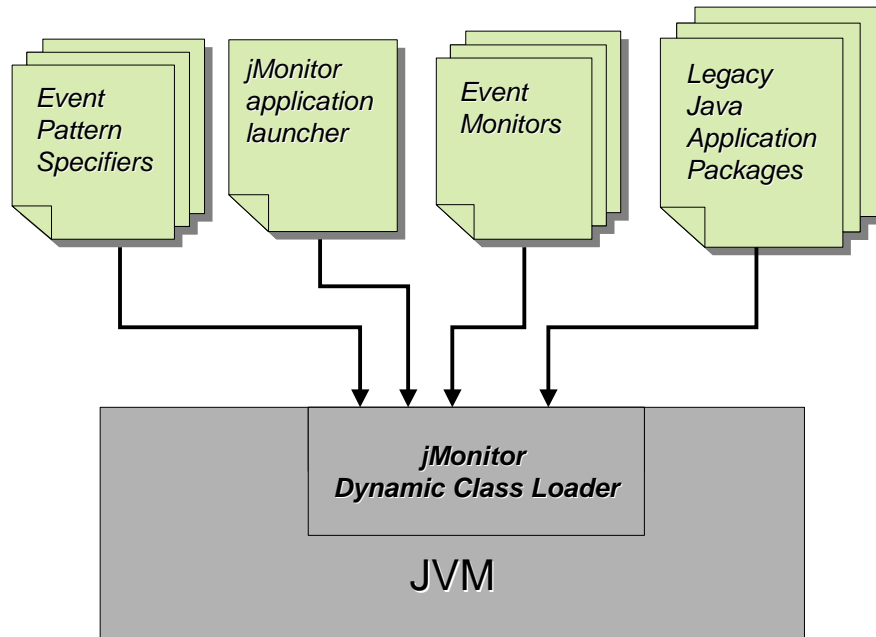 Event
Pattern
Specifiers
jMonitor
application
launcher
Event
Monitors
Legacy
Java
Application
Packages
jMonitor
Dynamic Class Loader
JVM